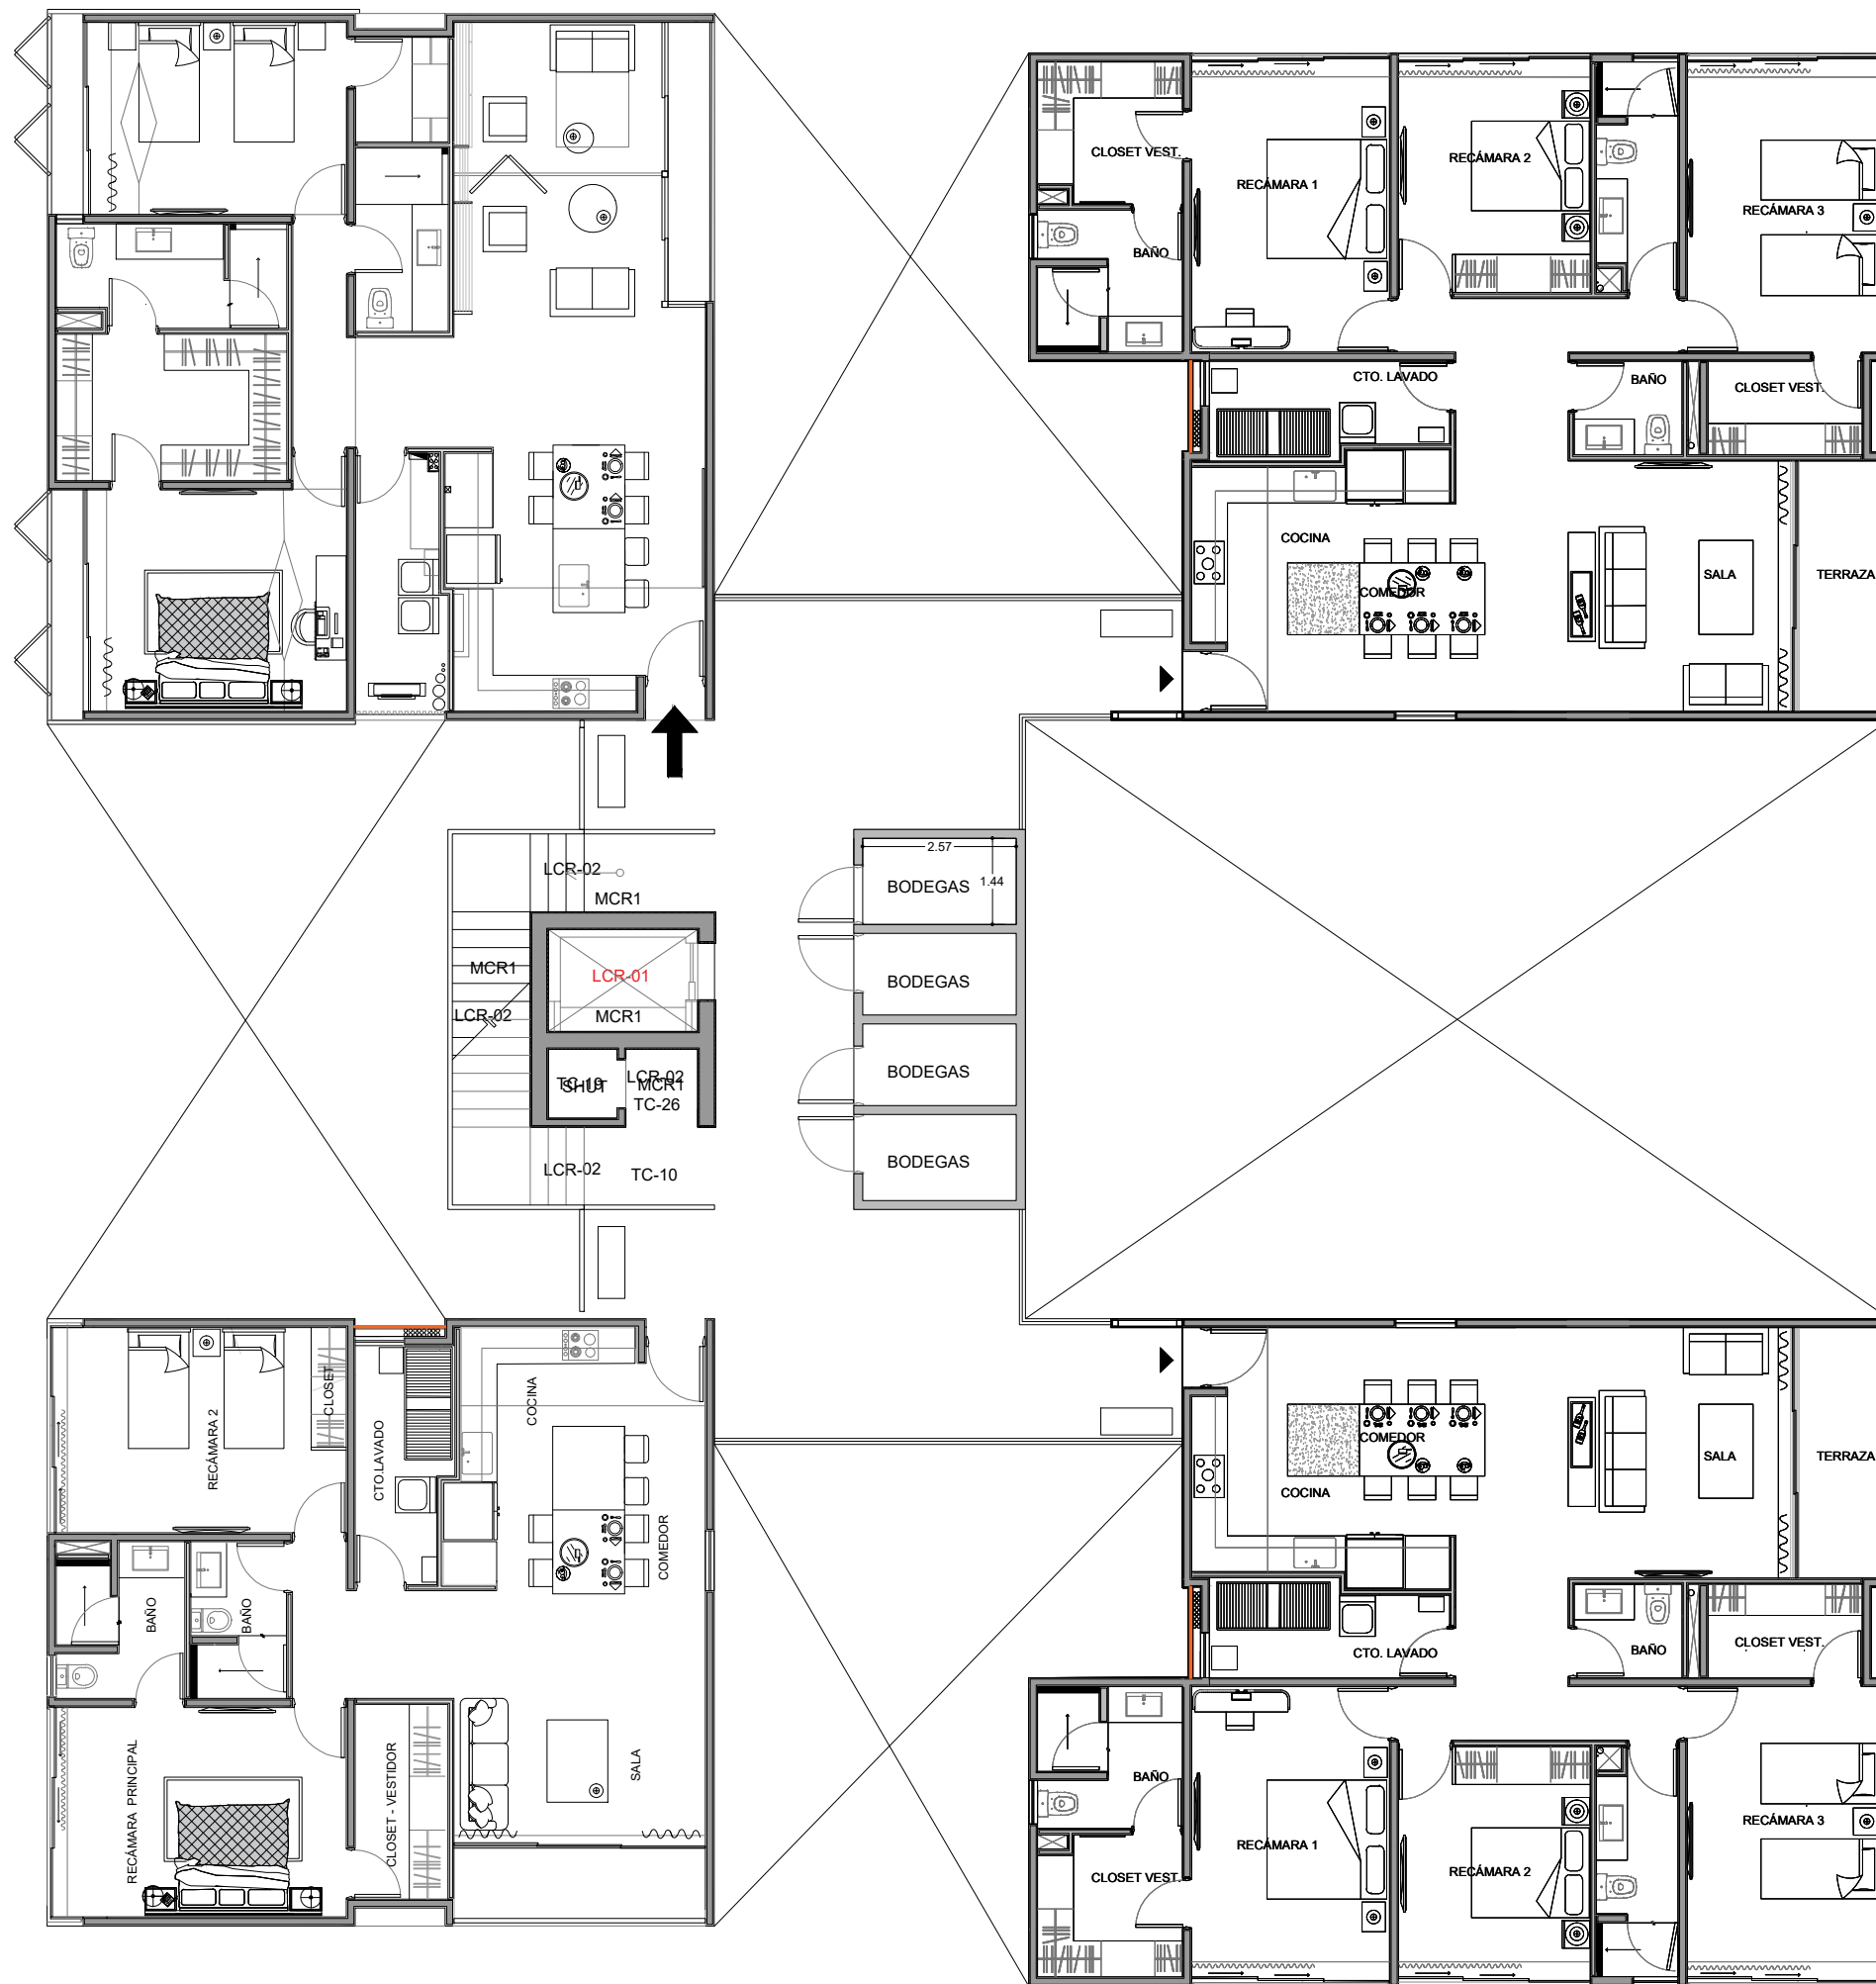 CLOSET VEST.
RECÁMARA 1
RECÁMARA 2
RECÁMARA 3
BAÑO
CTO. LAVADO
BAÑO
CLOSET VEST.
COCINA
COMEDOR
SALA
TERRAZA
2.57
1.44
LCR-02
MCR1
BODEGAS
MCR1
LCR-01
BODEGAS
LCR-02
MCR1
TC-19
SHUT
LCR-02
MCR1
TC-26
BODEGAS
LCR-02
TC-10
BODEGAS
RECÁMARA 2
CLOSET
CTO.LAVADO
COCINA
COMEDOR
BAÑO
BAÑO
RECÁMARA PRINCIPAL
CLOSET - VESTIDOR
SALA
COMEDOR
COCINA
SALA
TERRAZA
CTO. LAVADO
BAÑO
CLOSET VEST.
BAÑO
RECÁMARA 1
CLOSET VEST.
RECÁMARA 2
RECÁMARA 3